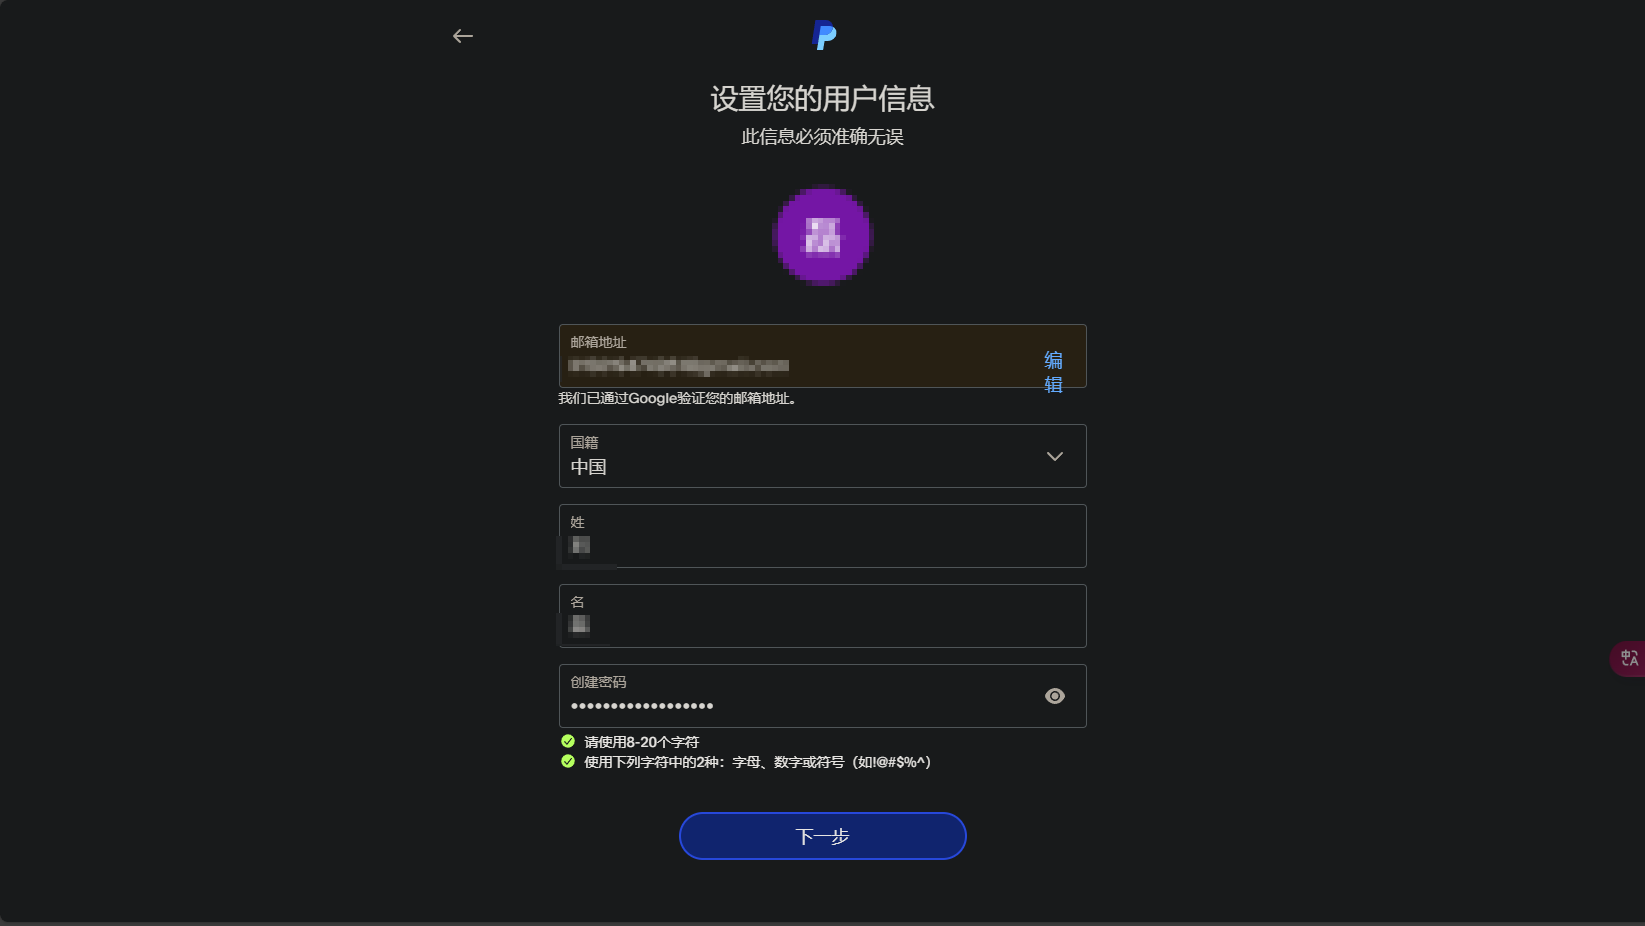 设置您的用户信息
此信息必须准确无误
邮箱地址
编辑
我们已通过Google验证您的邮箱地址。
国籍
中国
姓
名
创建密码
••••••••••••••••••
请使用8-20个字符
使用下列字符中的2种：字母、数字或符号（如!@#$%^）
下一步